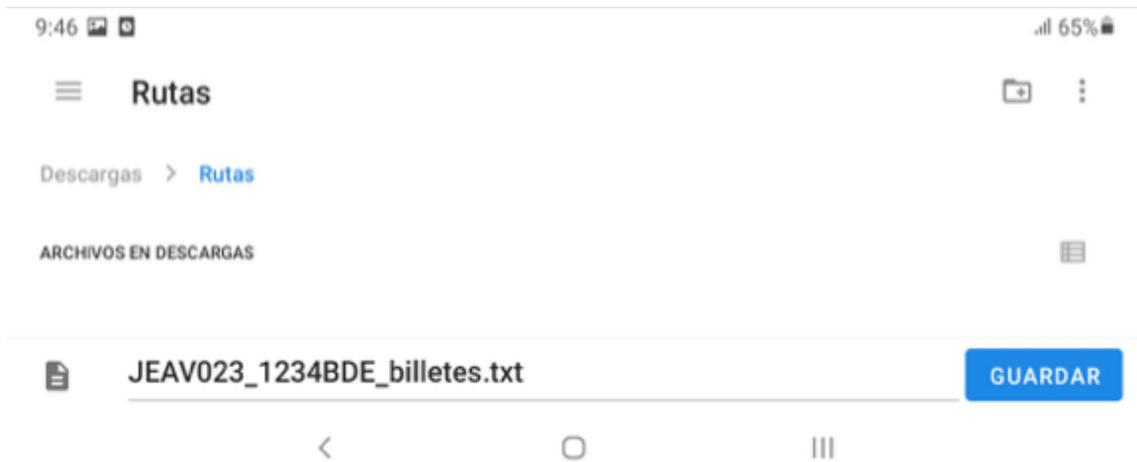 9:46 65%
Rutas
Descargas > Rutas
ARCHIVOS EN DESCARGAS
JEAV023_1234BDE_billetes.txt GUARDAR